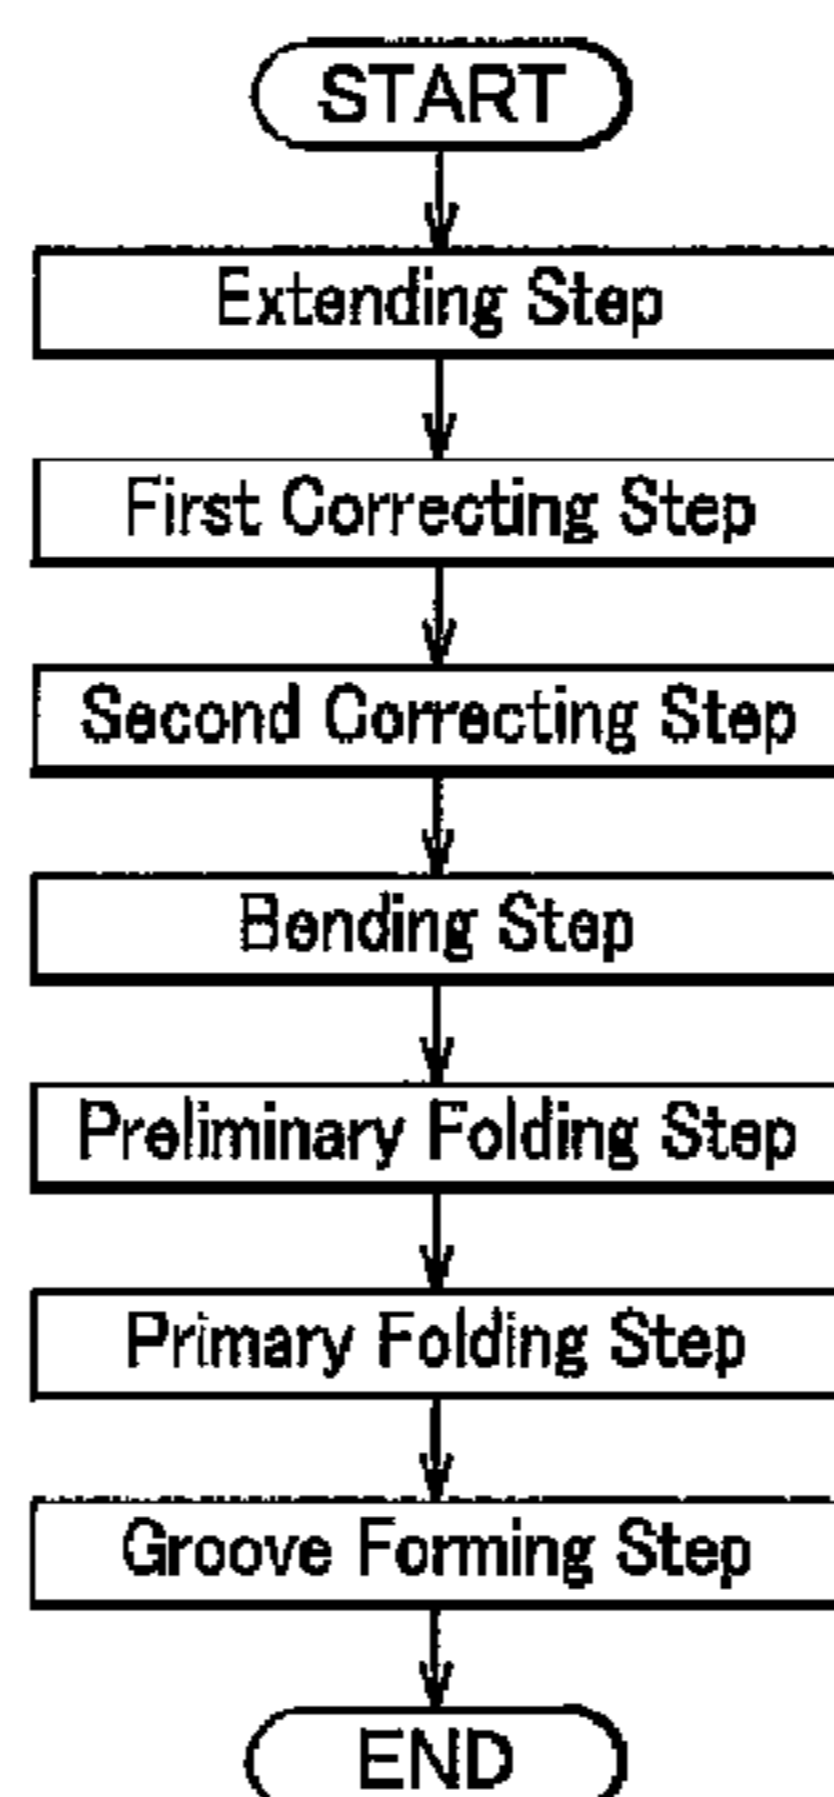 START
Extending Step
First Correcting Step
Second Correcting Step
Bending Step
Preliminary Folding Step
Primary Folding Step
Groove Forming Step
END